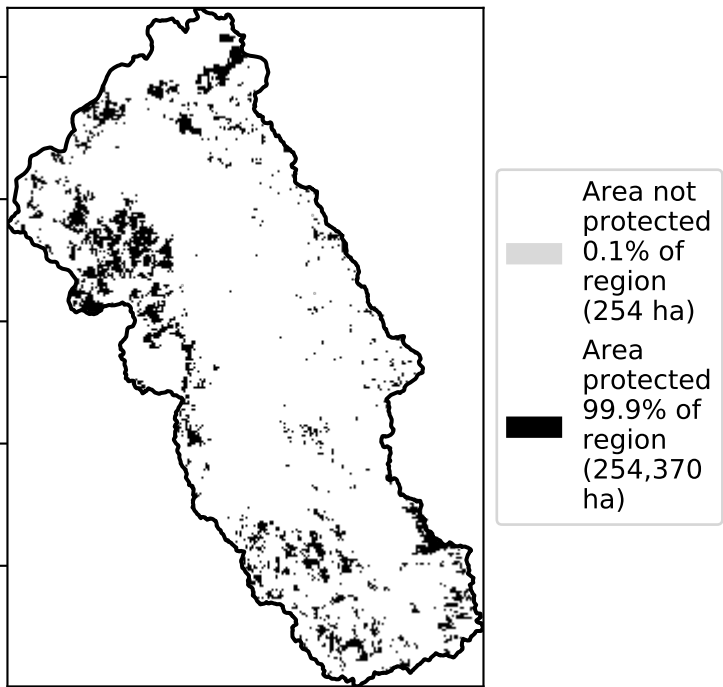 Area not
protected
0.1% of
region
(254 ha)
Area
protected
99.9% of
region
(254,370
ha)